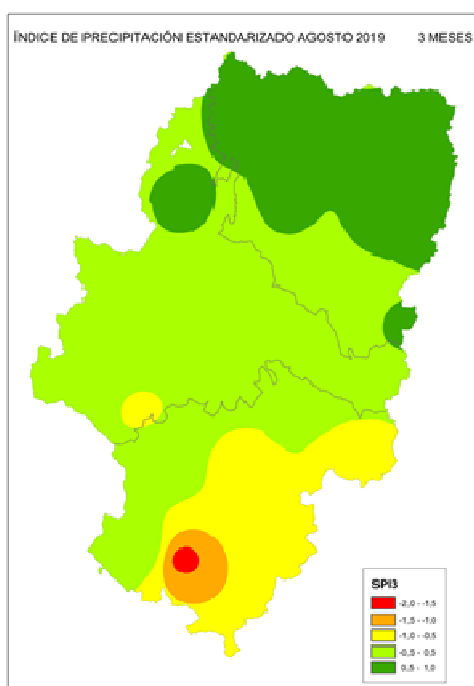 ÍNDICE DE IPRECIPITACIÓNI ESTANDARIZADO AGOSTO 2019 3 MESES
SPI3
-2,0 - -1,5
-1,5 - -1,0
-1,0 - -0,5
-0,5 - 0,5
0,5 - 1,0